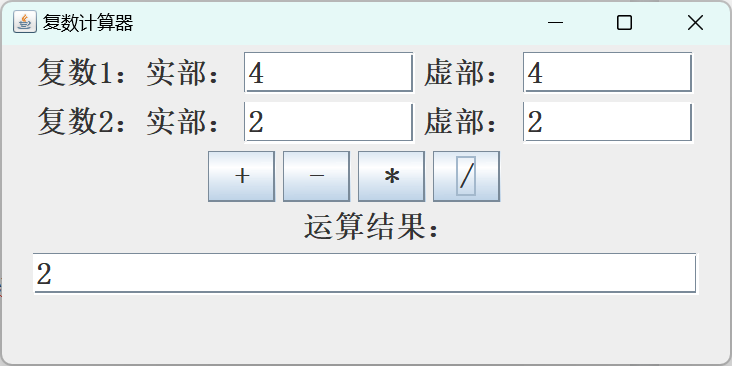 复数计算器
复数1：实部： 4 虚部： 4
复数2：实部： 2 虚部： 2
+ - * /
运算结果：
2